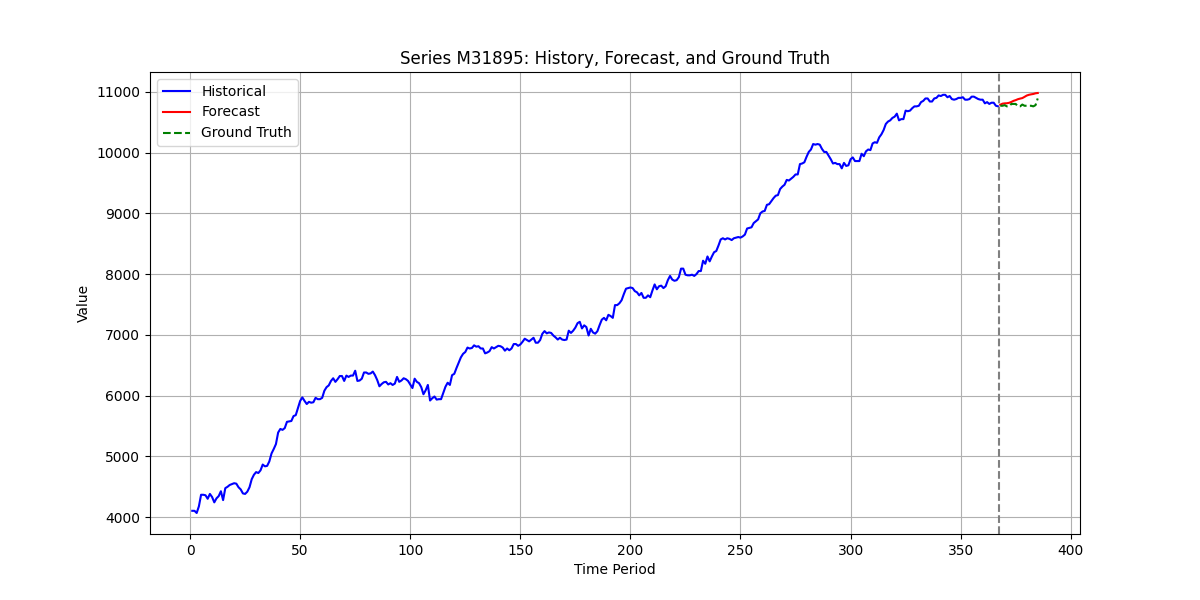 Series M31895: History, Forecast, and Ground Truth
Historical
Forecast
Ground Truth
Value
11000
10000
9000
8000
7000
6000
5000
4000
0 50 100 150 200 250 300 350 400
Time Period